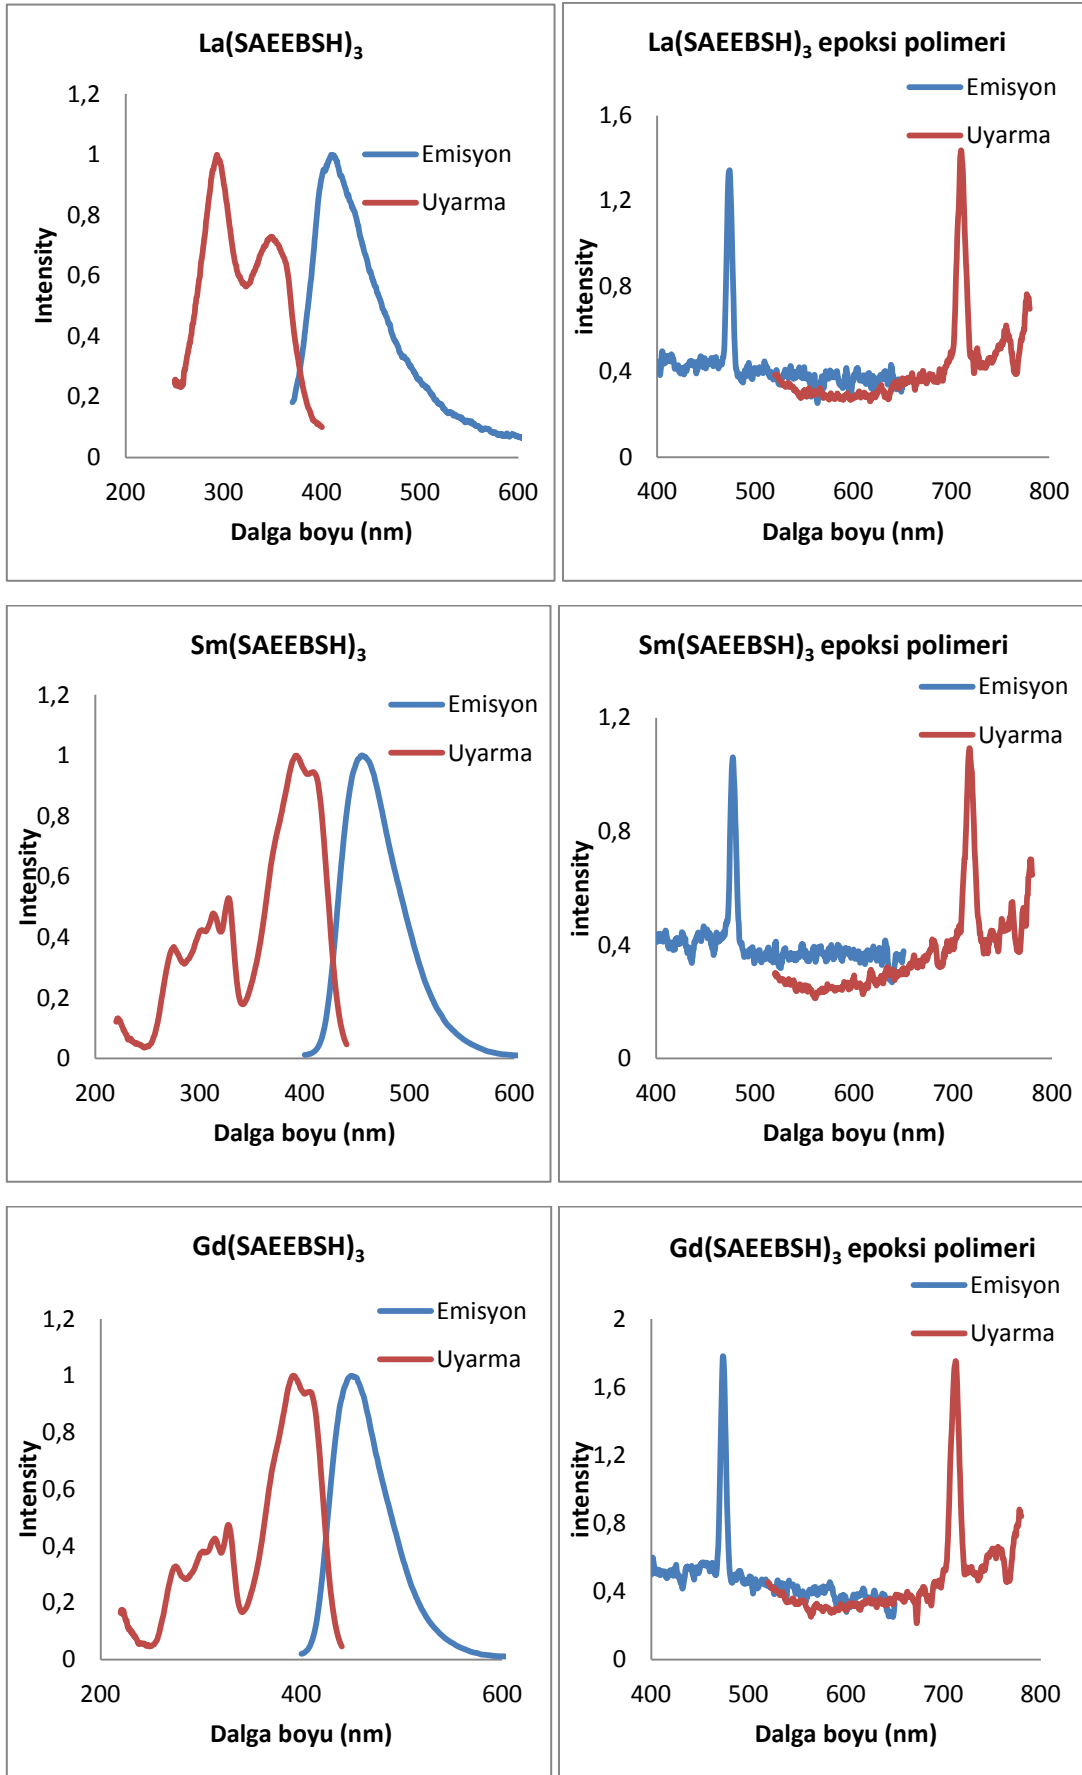 La(SAEEBSH)3
Emisyon
Uyarma
1,2
1
0,8
0,6
0,4
0,2
0
Intensity
200 300 400 500 600
Dalga boyu (nm)
La(SAEEBSH)3 epoksi polimeri
Emisyon
Uyarma
1,6
1,2
0,8
0,4
0
intensity
400 500 600 700 800
Dalga boyu (nm)
Sm(SAEEBSH)3
Emisyon
Uyarma
1,2
1
0,8
0,6
0,4
0,2
0
Intensity
200 300 400 500 600
Dalga boyu (nm)
Sm(SAEEBSH)3 epoksi polimeri
Emisyon
Uyarma
1,2
0,8
0,4
0
intensity
400 500 600 700 800
Dalga boyu (nm)
Gd(SAEEBSH)3
Emisyon
Uyarma
1,2
1
0,8
0,6
0,4
0,2
0
Intensity
200 400 600
Dalga boyu (nm)
Gd(SAEEBSH)3 epoksi polimeri
Emisyon
Uyarma
2
1,6
1,2
0,8
0,4
0
intensity
400 500 600 700 800
Dalga boyu (nm)